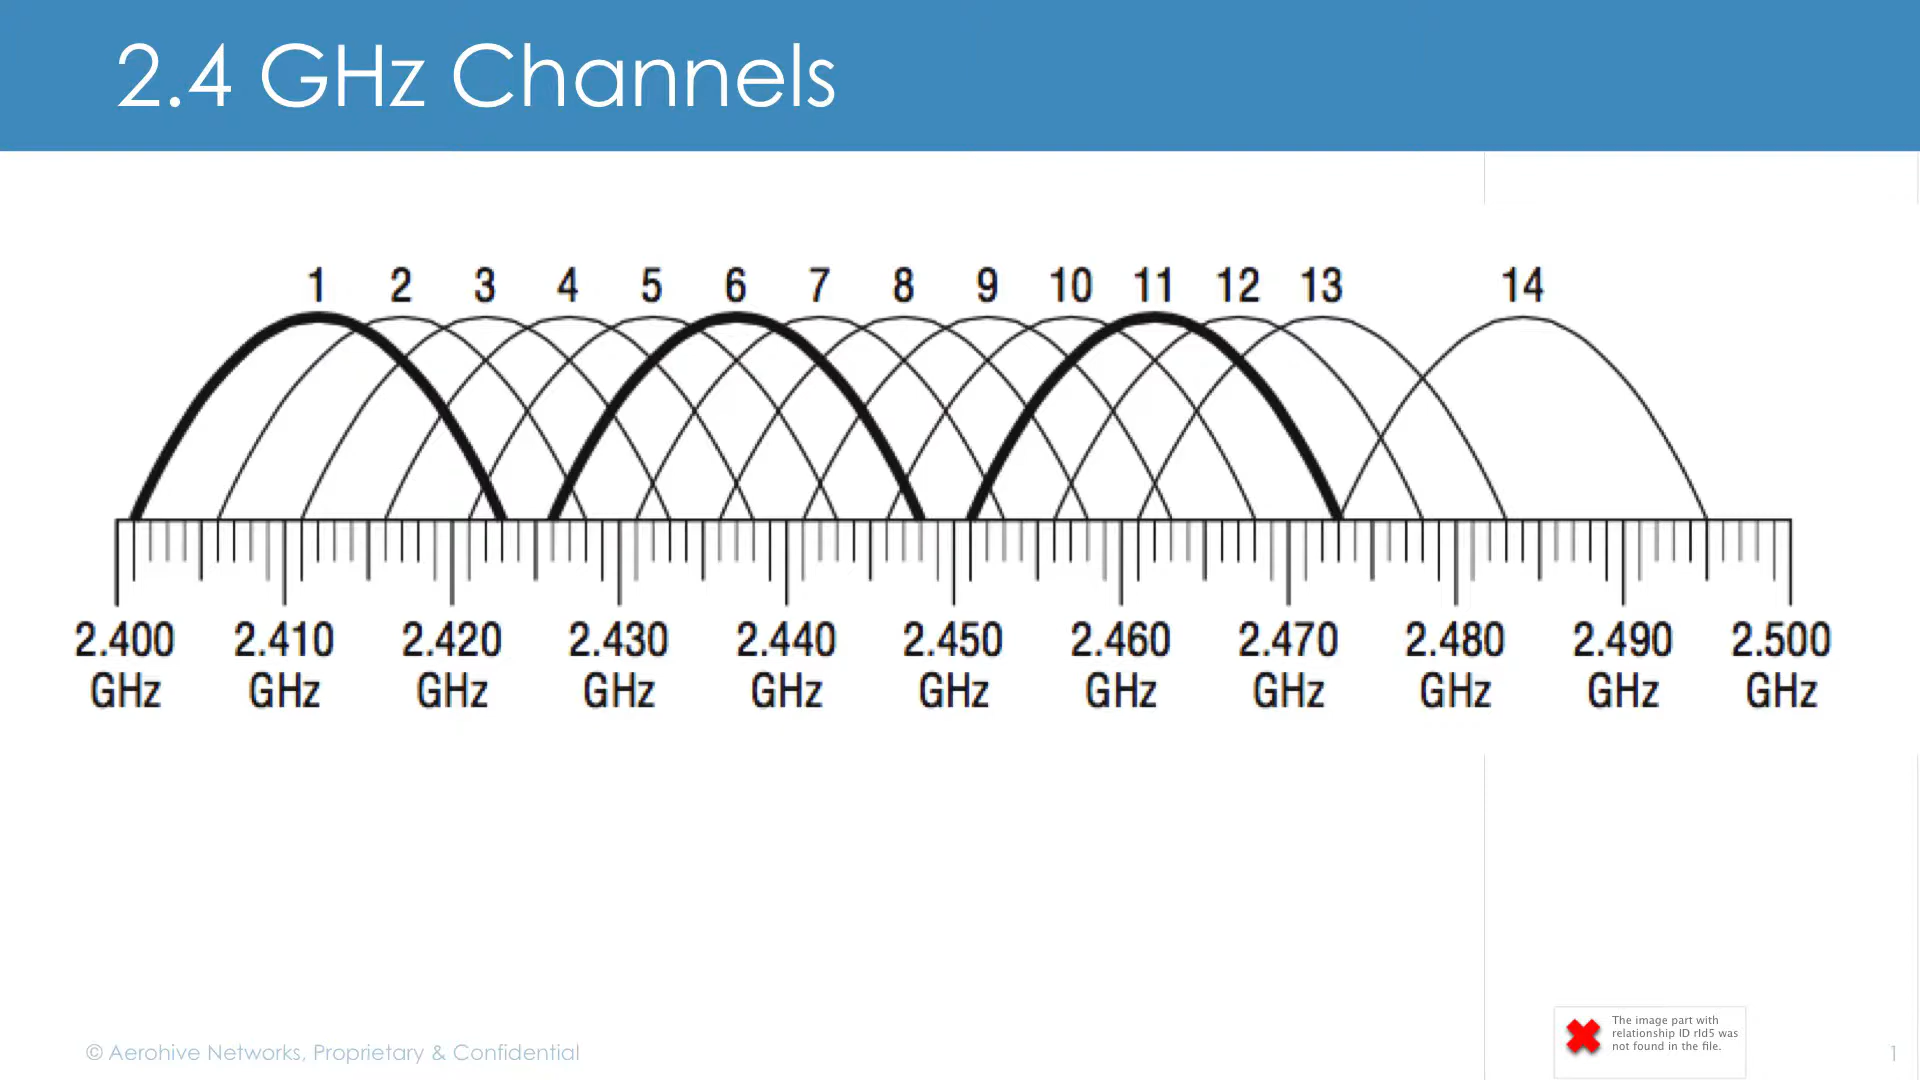 2.4 GHz Channels
1 2 3 4 5 6 7 8 9 10 11 12 13 14
2.400 2.410 2.420 2.430 2.440 2.450 2.460 2.470 2.480 2.490 2.500
GHz GHz GHz GHz GHz GHz GHz GHz GHz GHz GHz
The image part with
relationship ID rId5 was
not found in the file.
© Aerohive Networks, Proprietary & Confidential
1